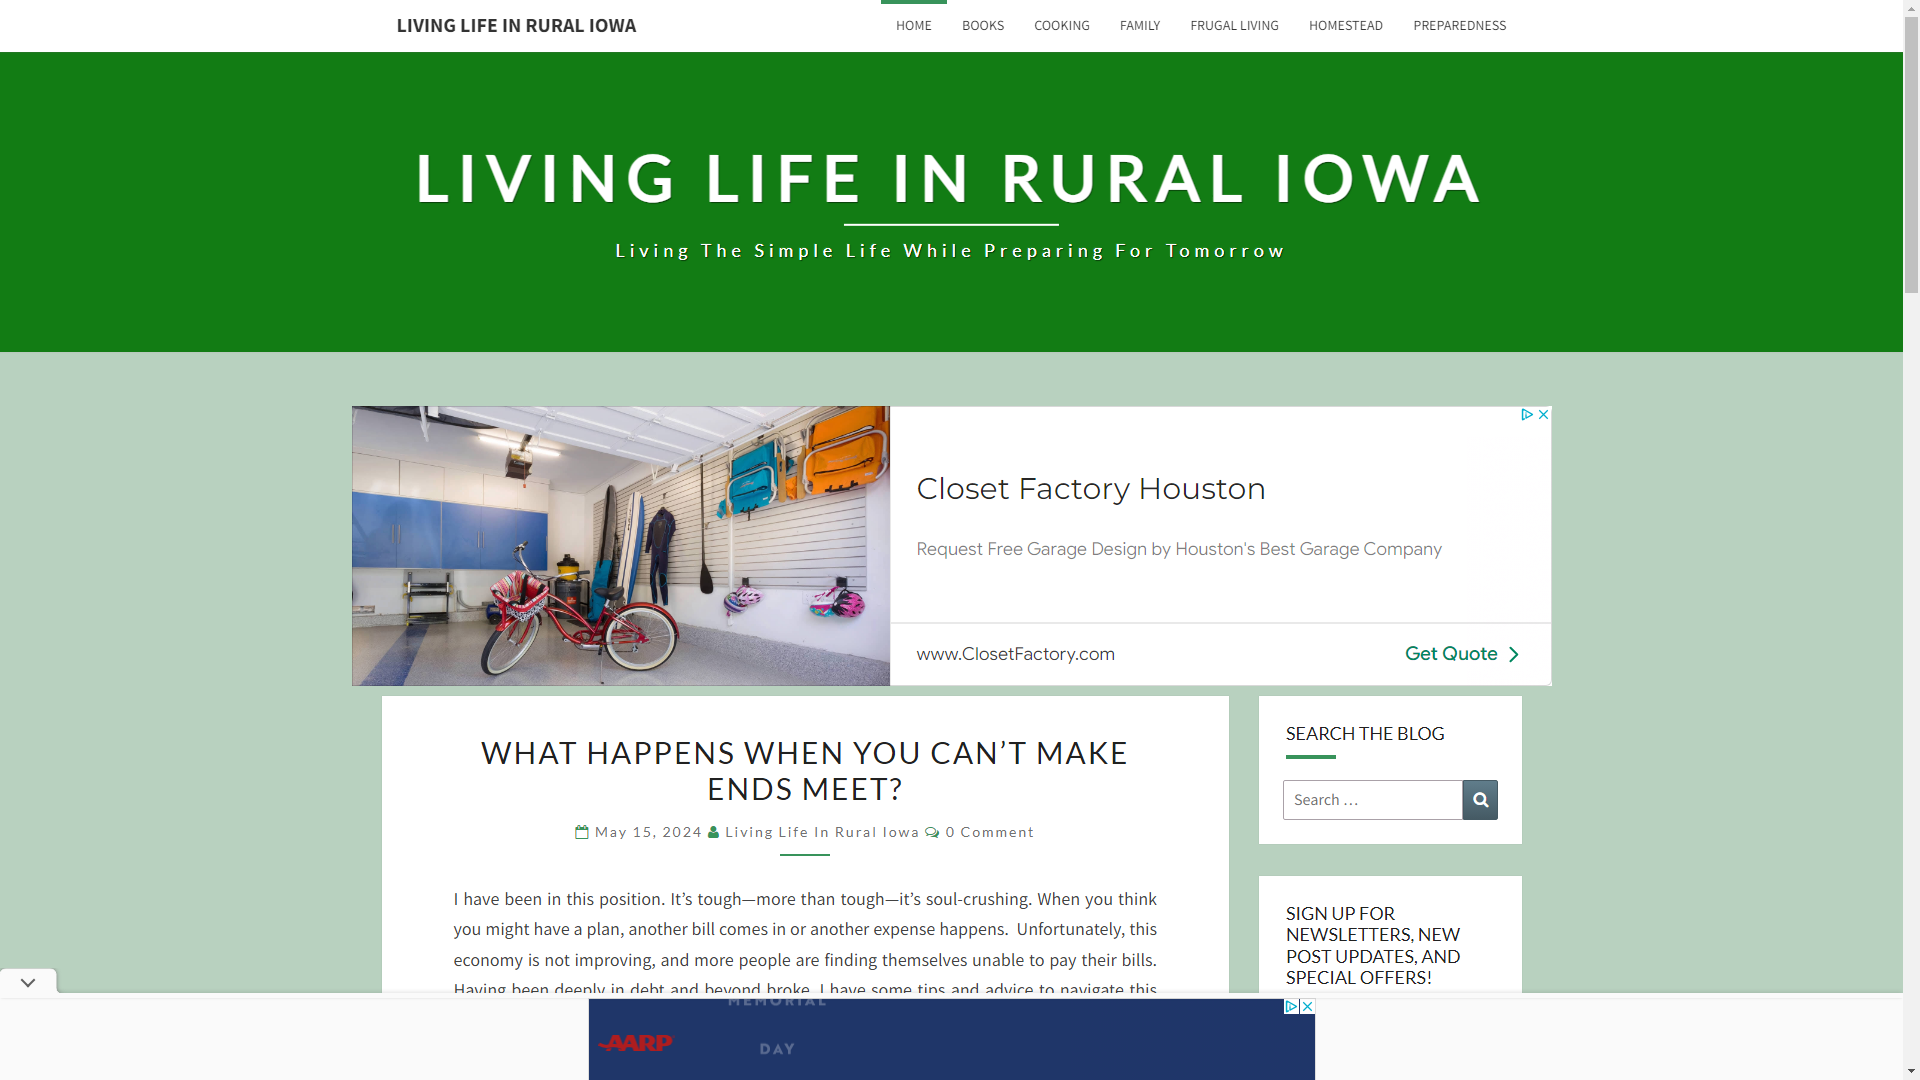 LIVING LIFE IN RURAL IOWA
HOME
BOOKS
COOKING
FAMILY
FRUGAL LIVING
HOMESTEAD
PREPAREDNESS
LIVING LIFE IN RURAL IOWA
Living The Simple Life While Preparing For Tomorrow
Closet Factory Houston
Request Free Garage Design by Houston's Best Garage Company
www.ClosetFactory.com
Get Quote
WHAT HAPPENS WHEN YOU CAN’T MAKE
ENDS MEET?
May 15, 2024 Living Life In Rural Iowa 0 Comment
I have been in this position. It’s tough—more than tough—it’s soul-crushing. When you think
you might have a plan, another bill comes in or another expense happens. Unfortunately, this
economy is not improving, and more people are finding themselves unable to pay their bills.
Having been deeply in debt and beyond broke, I have some tips and advice to navigate this
SEARCH THE BLOG
Search …
SIGN UP FOR
NEWSLETTERS, NEW
POST UPDATES, AND
SPECIAL OFFERS!
AARP
MEMORIAL
DAY